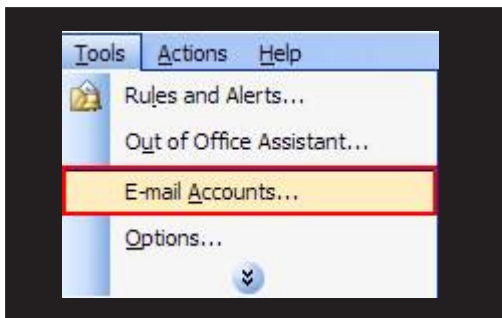 Tools Actions Help
Rules and Alerts...
Out of Office Assistant...
E-mail Accounts...
Options...